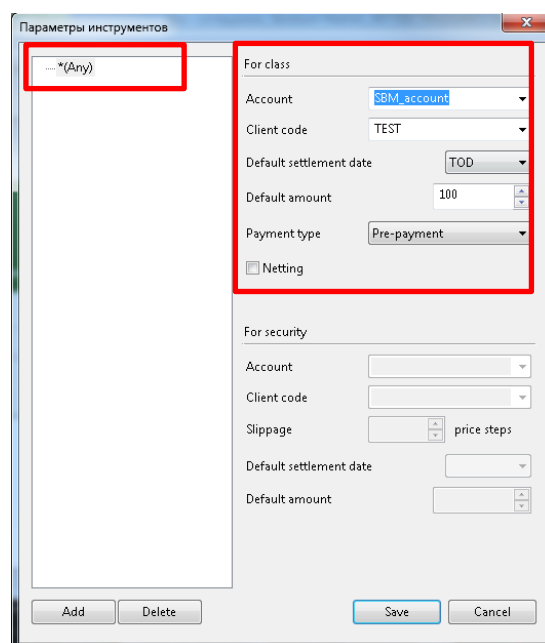 Параметры инструментов
*(Any)
For class
Account SBM_account
Client code TEST
Default settlement date TOD
Default amount 100
Payment type Pre-payment
Netting
For security
Account
Client code
Slippage price steps
Default settlement date
Default amount
Add Delete Save Cancel